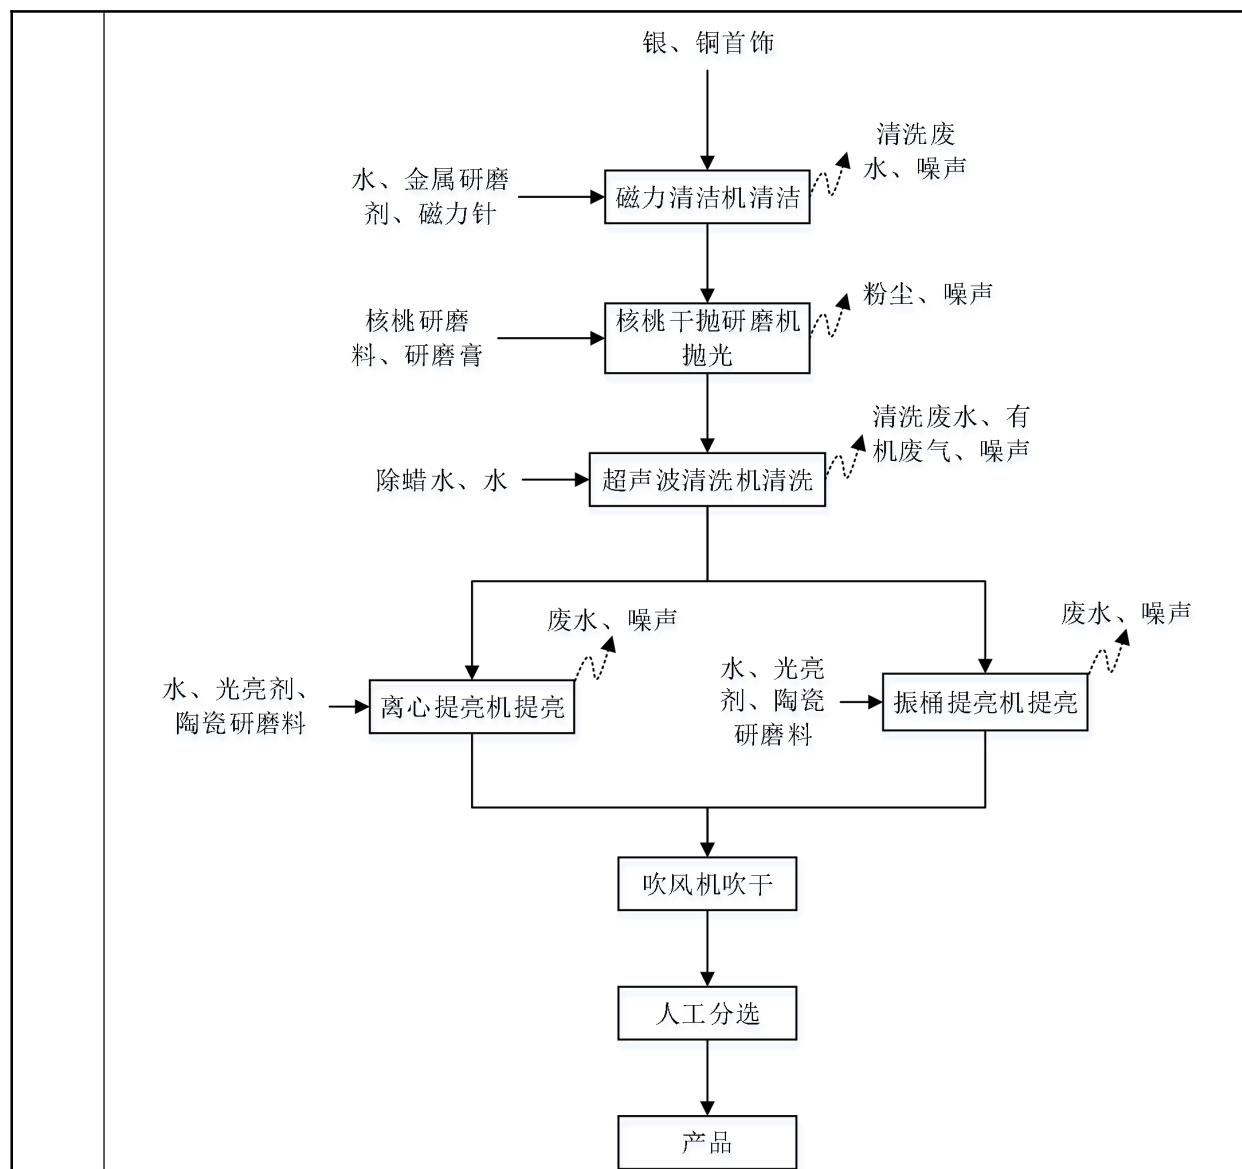 银、铜首饰
清洗废
水、噪声
水、金属研磨
剂、磁力针
磁力清洁机清洁
粉尘、噪声
核桃研磨
料、研磨膏
核桃干抛研磨机
抛光
清洗废水、有
机废气、噪声
除蜡水、水
超声波清洗机清洗
废水、噪声
废水、噪声
水、光亮剂、
陶瓷研磨料
离心提亮机提亮
水、光亮
剂、陶瓷
研磨料
振桶提亮机提亮
吹风机吹干
人工分选
产品